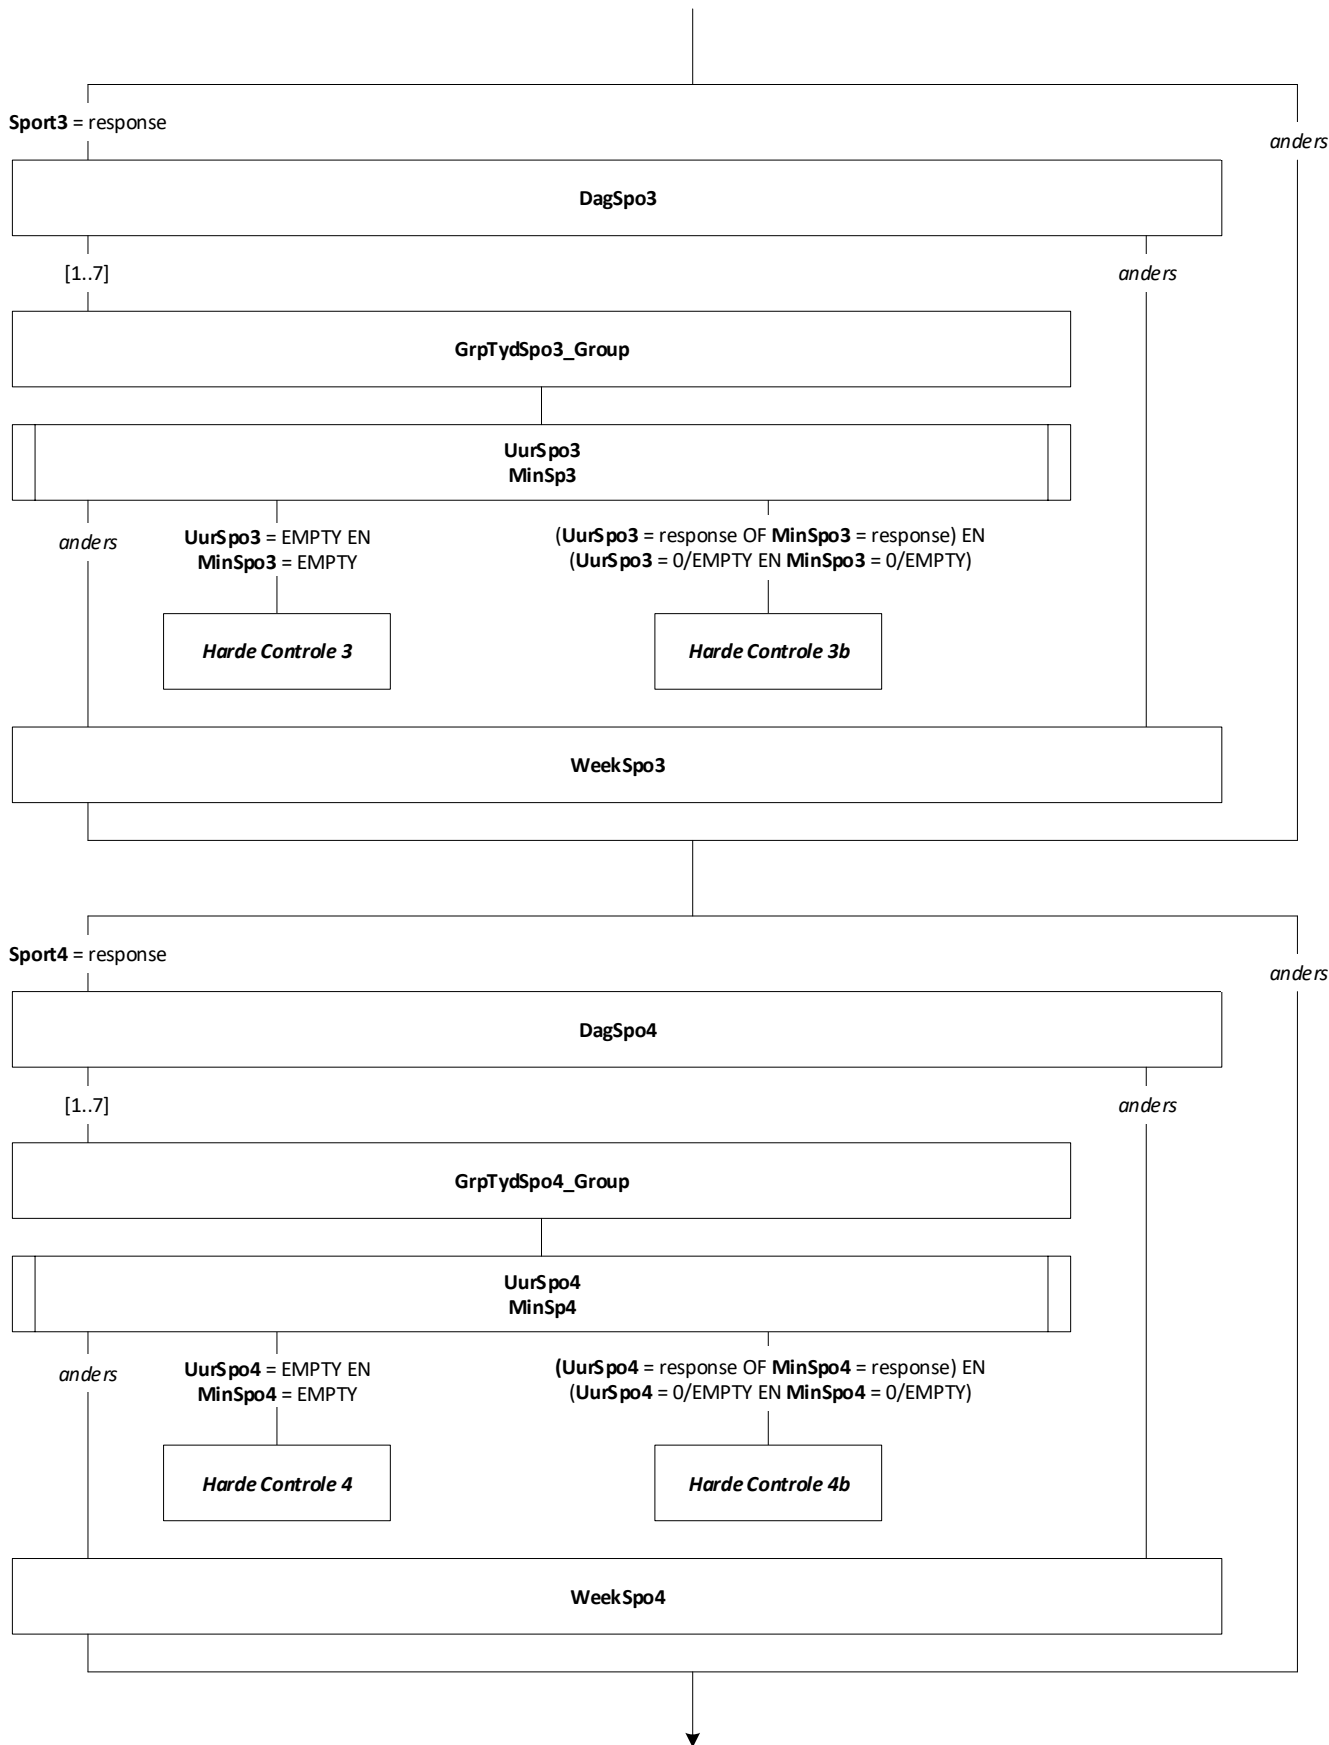 Sport3 = response
anders
DagSpo3
[1..7]
anders
GrpTydSpo3_Group
UurSpo3
MinSp3
anders
UurSpo3 = EMPTY EN
MinSpo3 = EMPTY
(UurSpo3 = response OF MinSpo3 = response) EN
(UurSpo3 = 0/EMPTY EN MinSpo3 = 0/EMPTY)
Harde Controle 3
Harde Controle 3b
WeekSpo3
Sport4 = response
anders
DagSpo4
[1..7]
anders
GrpTydSpo4_Group
UurSpo4
MinSp4
anders
UurSpo4 = EMPTY EN
MinSpo4 = EMPTY
(UurSpo4 = response OF MinSpo4 = response) EN
(UurSpo4 = 0/EMPTY EN MinSpo4 = 0/EMPTY)
Harde Controle 4
Harde Controle 4b
WeekSpo4